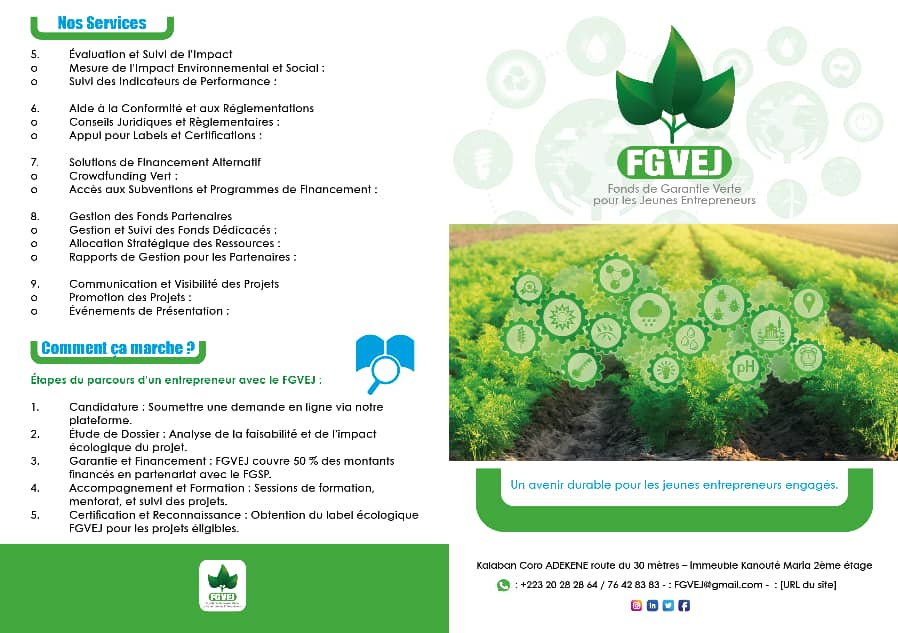 Nos Services
5. Évaluation et Suivi de l'Impact
o Mesure de l'Impact Environnemental et Social :
o Suivi des Indicateurs de Performance :
6. Aide à la Conformité et aux Réglementations
o Conseils Juridiques et Règlementaires :
o Appui pour Labels et Certifications :
7. Solutions de Financement Alternatif
o Crowdfunding Vert :
o Accès aux Subventions et Programmes de Financement :
8. Gestion des Fonds Partenaires
o Gestion et Suivi des Fonds Dédicacés :
o Allocation Stratégique des Ressources :
o Rapports de Gestion pour les Partenaires :
9. Communication et Visibilité des Projets
o Promotion des Projets :
o Événements de Présentation :
Comment ça marche ?
Étapes du parcours d'un entrepreneur avec le FGVEJ :
1. Candidature : Soumettre une demande en ligne via notre
plateforme.
2. Étude de Dossier : Analyse de la faisabilité et de l'impact
écologique du projet.
3. Garantie et Financement : FGVEJ couvre 50 % des montants
financés en partenariat avec le FGSP.
4. Accompagnement et Formation : Sessions de formation,
mentorat, et suivi des projets.
5. Certification et Reconnaissance : Obtention du label écologique
FGVEJ pour les projets éligibles.
FGVEJ
FGVEJ
Fonds de Garantie Verte
pour les Jeunes Entrepreneurs
pH
Un avenir durable pour les jeunes entrepreneurs engagés.
Kalaban Coro ADEKENE route du 30 mètres – Immeuble Kanouté Maria 2ème étage
: +223 20 28 28 64 / 76 42 83 83 - : FGVEJ@gmail.com - : [URL du site]